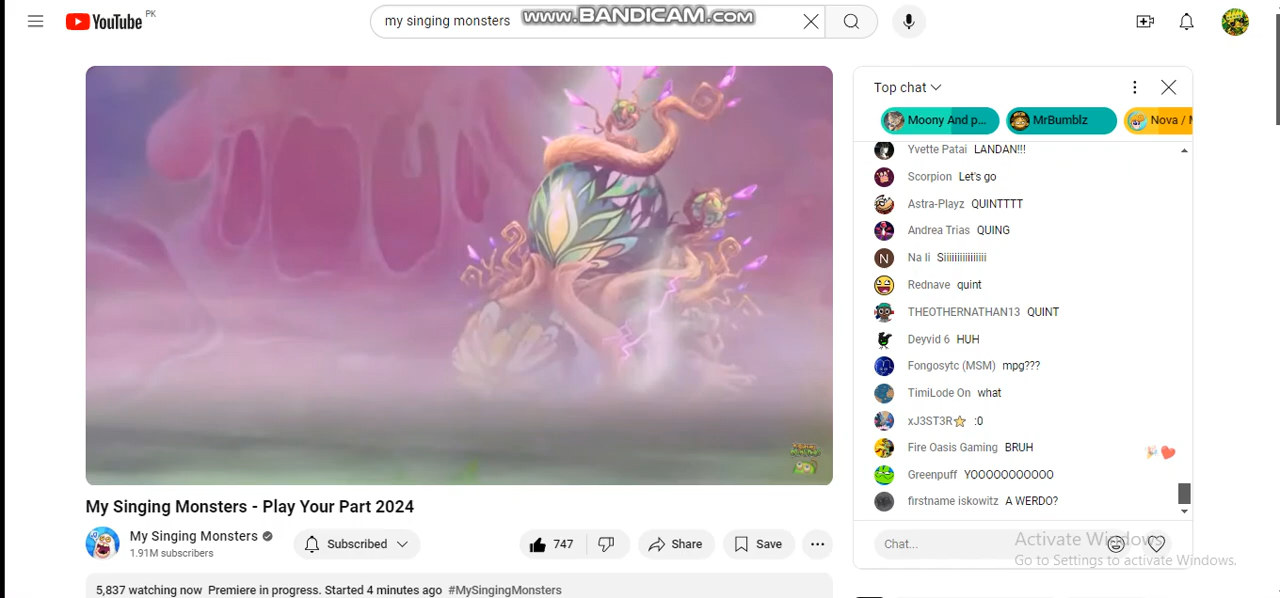 YouTube PK
my singing monsters
WWW.BANDICAM.COM
Top chat
Moony And p...
MrBumblz
Nova / M
Yvette Patai LANDAN!!!
Scorpion Let's go
Astra-Playz QUINTTTT
Andrea Trias QUING
N
Na li Siiiiiiiiiiiiiiii
Rednave quint
THEOTHERNATHAN13 QUINT
Deyvid 6 HUH
Fongosytc (MSM) mpg???
TimiLode On what
xJ3ST3R⭐ :0
Fire Oasis Gaming BRUH
Greenpuff YOOOOOOOOOOO
firstname iskowitz A WERDO?
Chat...
Activate Windows
Go to Settings to activate Windows.
My Singing Monsters - Play Your Part 2024
My Singing Monsters
1.91M subscribers
Subscribed
747
Share
Save
5,837 watching now Premiere in progress. Started 4 minutes ago #MySingingMonsters